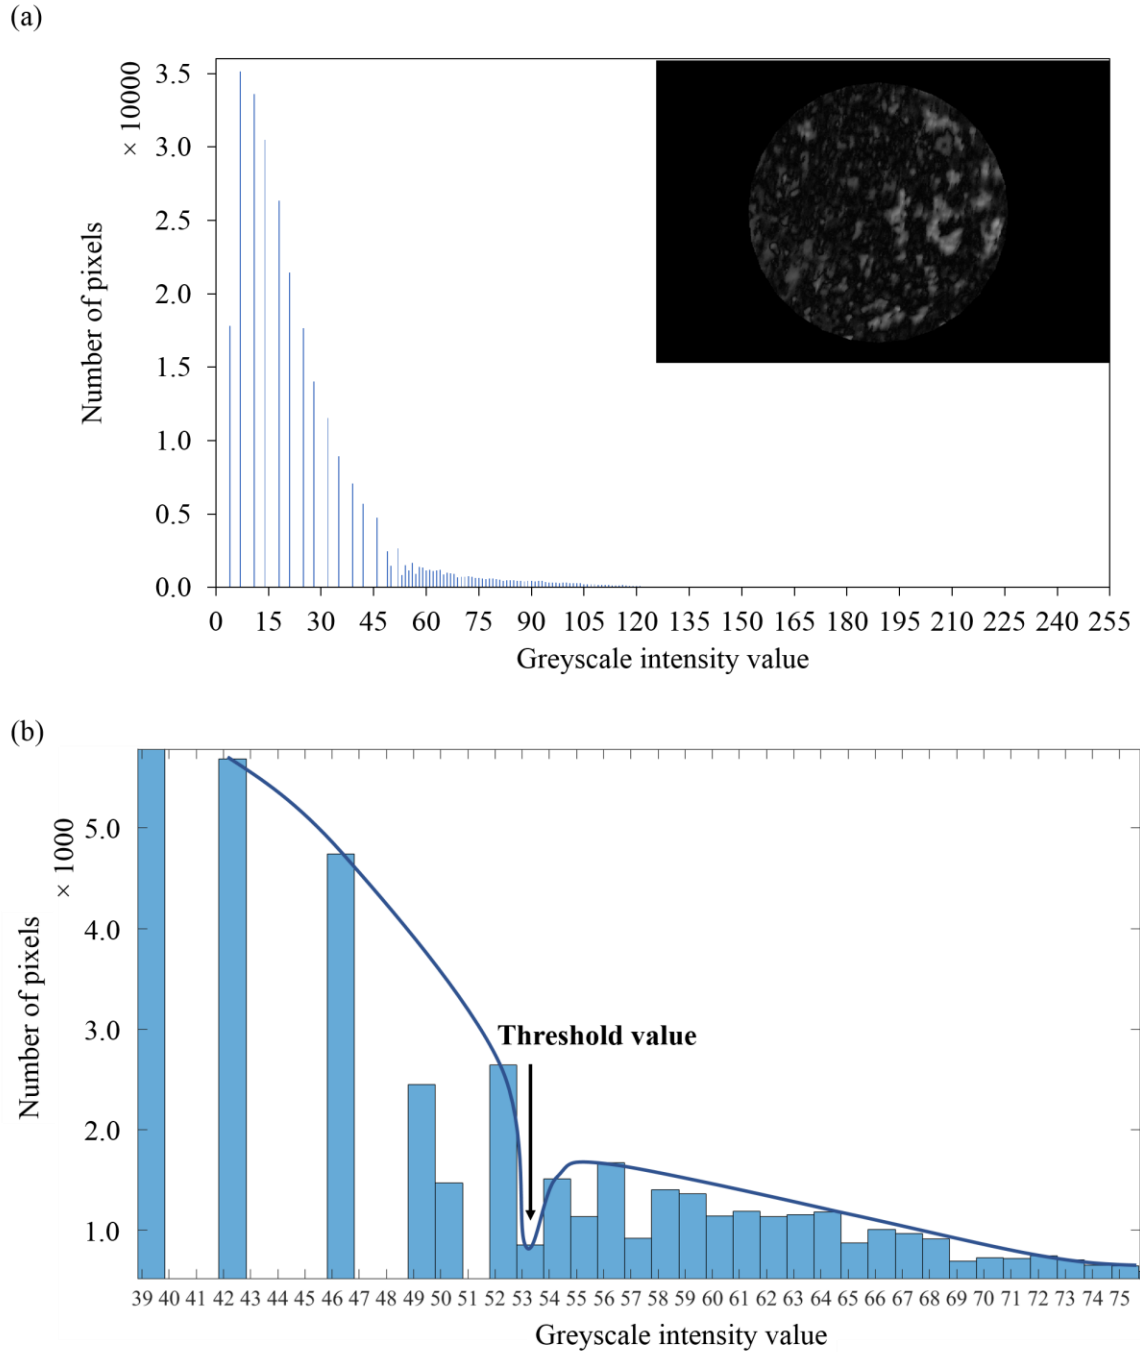 (a)
× 10000
Number of pixels
3.5
3.0
2.5
2.0
1.5
1.0
0.5
0.0
0 15 30 45 60 75 90 105 120 135 150 165 180 195 210 225 240 255
Greyscale intensity value
(b)
× 1000
Number of pixels
5.0
4.0
3.0
2.0
1.0
Threshold value
39 40 41 42 43 44 45 46 47 48 49 50 51 52 53 54 55 56 57 58 59 60 61 62 63 64 65 66 67 68 69 70 71 72 73 74 75
Greyscale intensity value